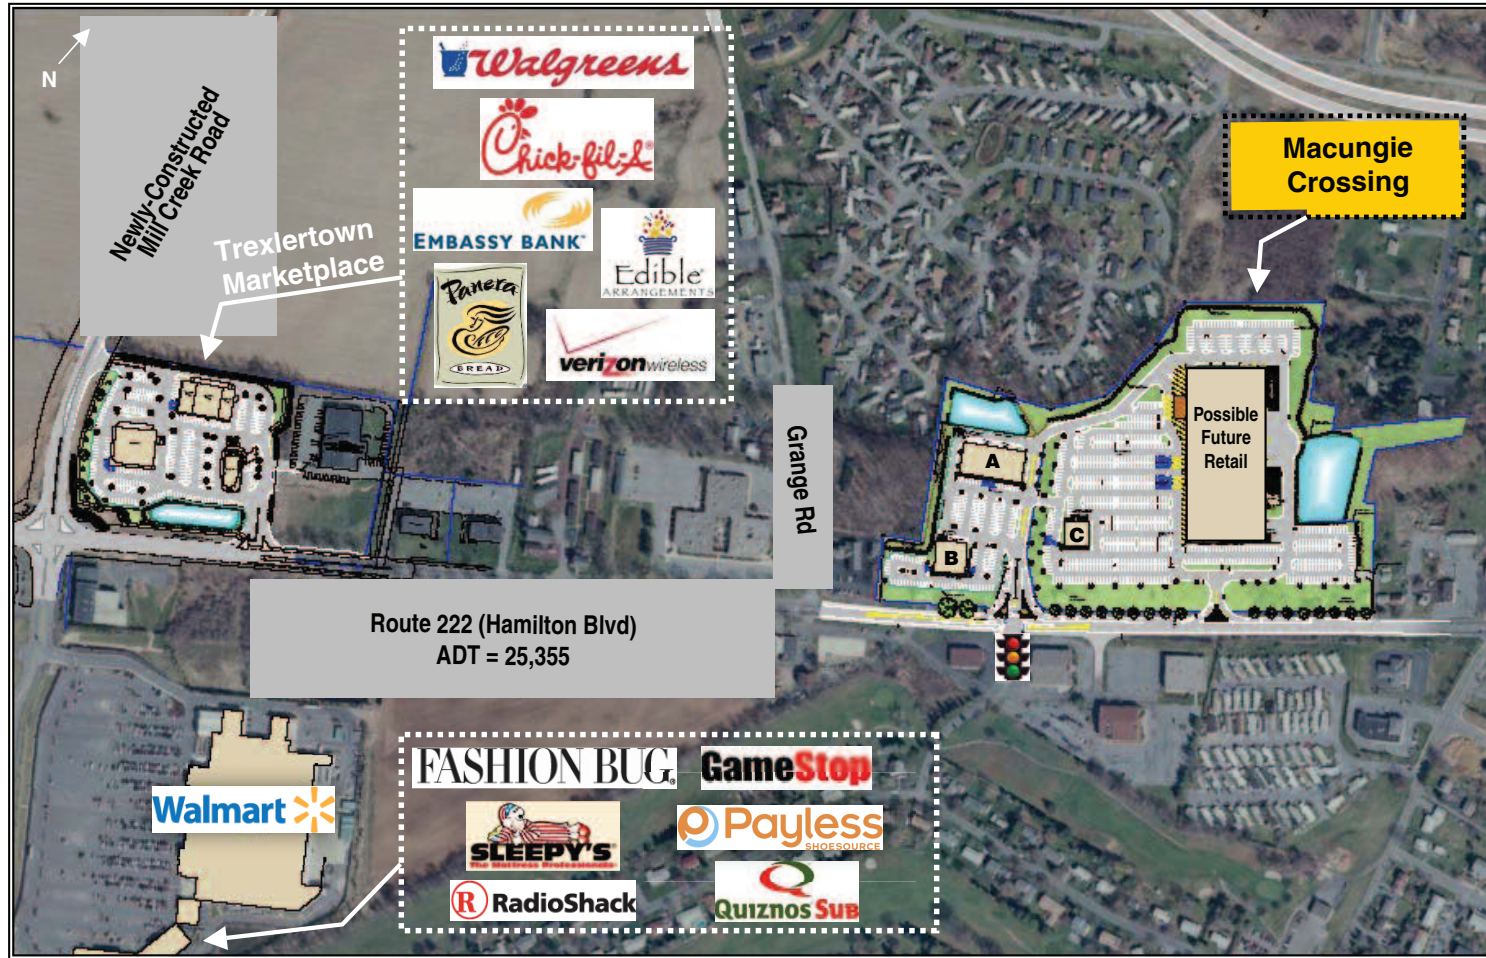 N
Newly-Constructed
Mill Creek Road
Trexlertown
Marketplace
Walgreens
Chick-fil-A®
EMBASSY BANK
Edible®
ARRANGEMENTS
Panera
BREAD
verizonwireless
Macungie
Crossing
Possible
Future
Retail
A
B
C
Grange Rd
Route 222 (Hamilton Blvd)
ADT = 25,355
Walmart
FASHION BUG®
GameStop
SLEEPY'S
The Mattress Professionals
Payless
SHOESOURCE
R RadioShack
QUIZNOS SUB